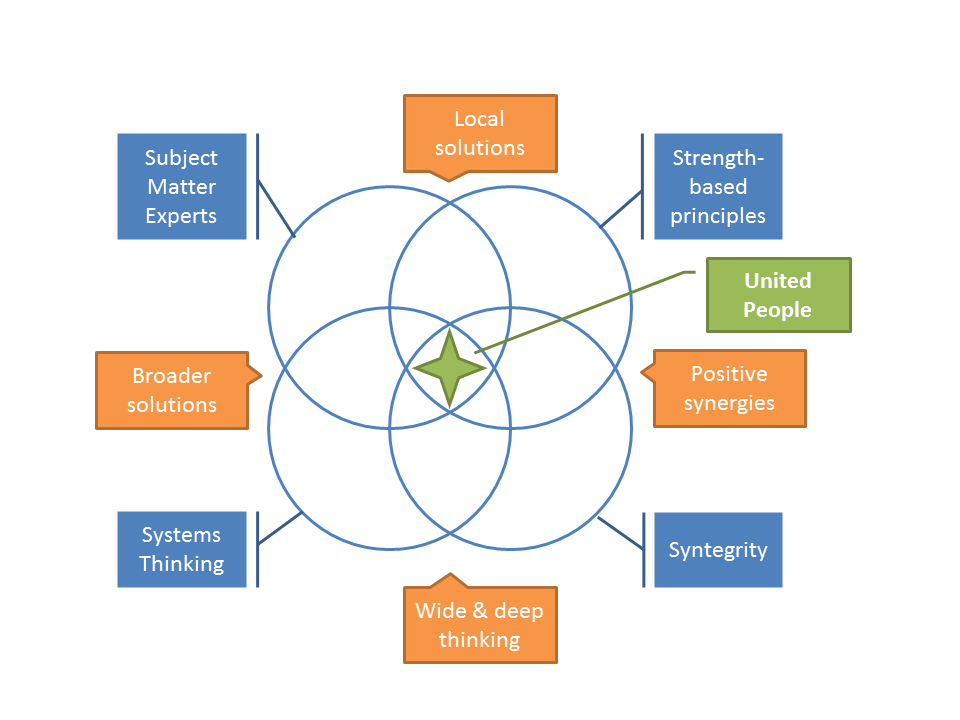 Local
solutions
Subject
Matter
Experts
Strength-
based
principles
United
People
Broader
solutions
Positive
synergies
Systems
Thinking
Syntegrity
Wide & deep
thinking